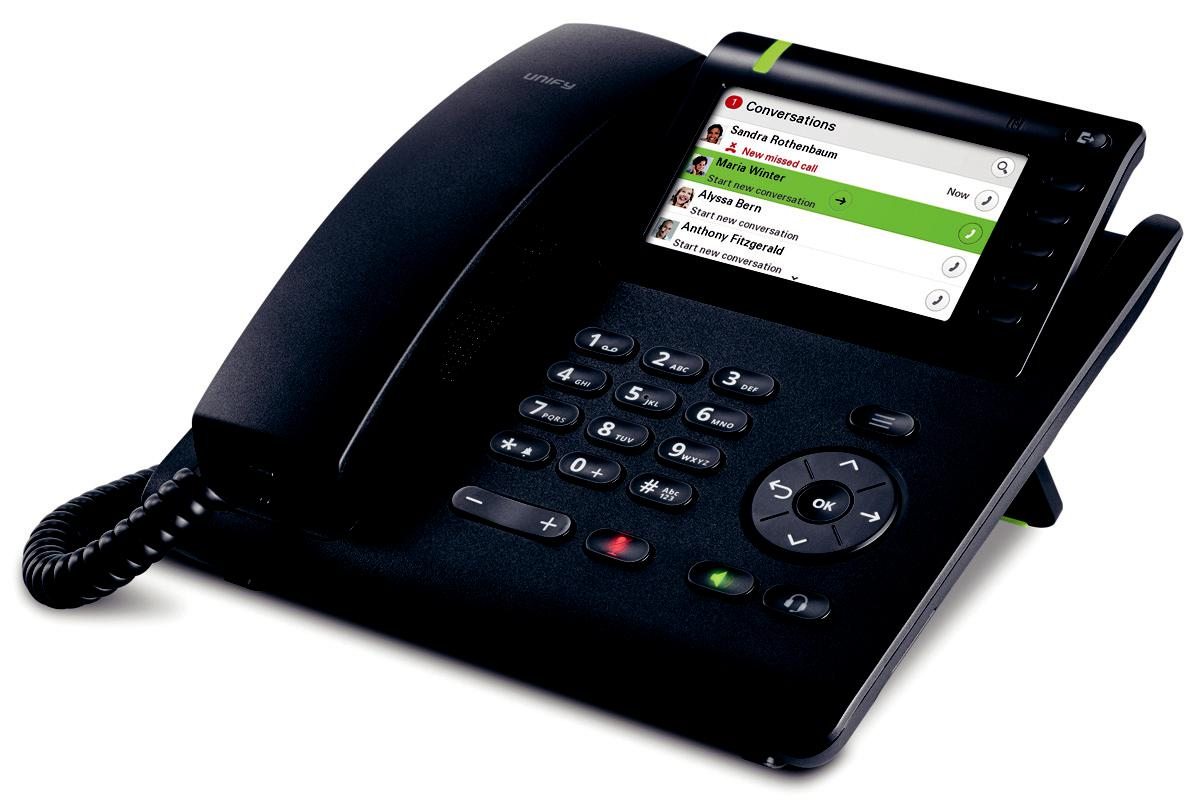 UNIFY
1 Conversations
Sandra Rothenbaum
New missed call
Now
Maria Winter
Start new conversation
Alyssa Bern
Start new conversation
Anthony Fitzgerald
Start new conversation
1
2 ABC
3 DEF
4 GHI
5 JKL
6 MNO
7 PQRS
8 TUV
9 WXYZ
*
0 +
# Abc 123
− +
OK